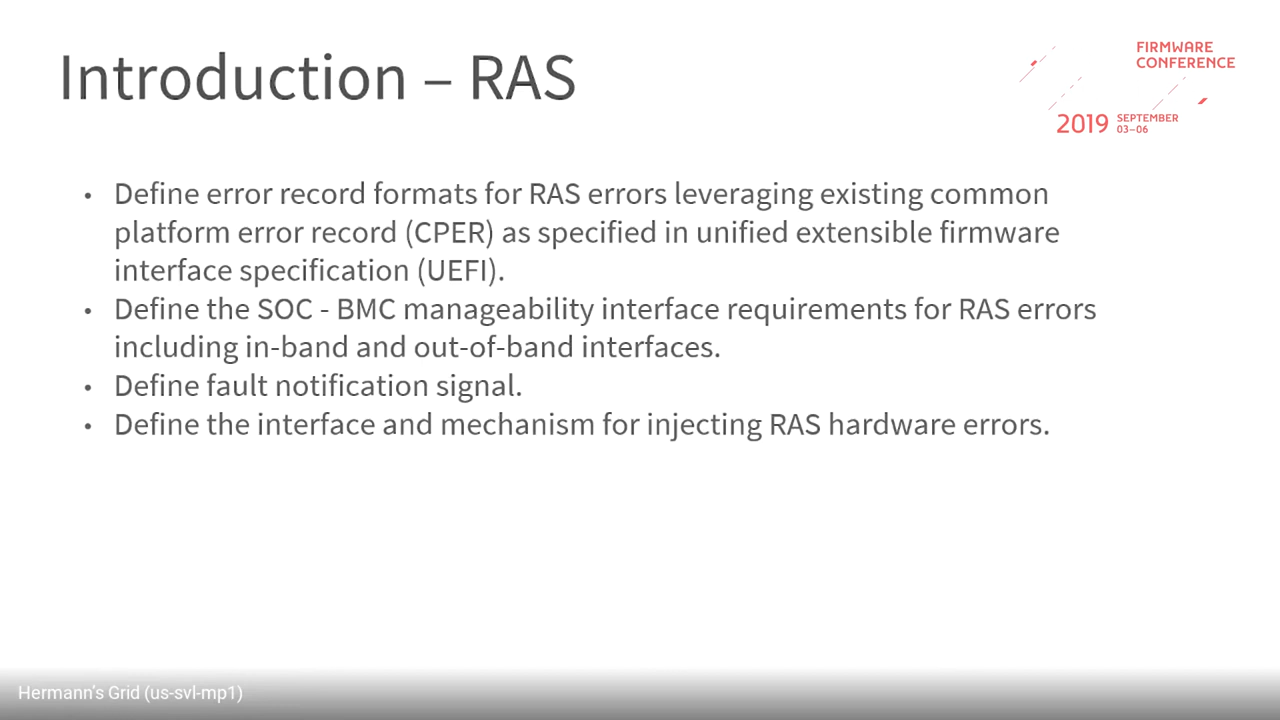 Introduction – RAS
FIRMWARE
CONFERENCE
2019 SEPTEMBER
03–06
• Define error record formats for RAS errors leveraging existing common
platform error record (CPER) as specified in unified extensible firmware
interface specification (UEFI).
• Define the SOC - BMC manageability interface requirements for RAS errors
including in-band and out-of-band interfaces.
• Define fault notification signal.
• Define the interface and mechanism for injecting RAS hardware errors.
Hermann's Grid (us-svl-mp1)